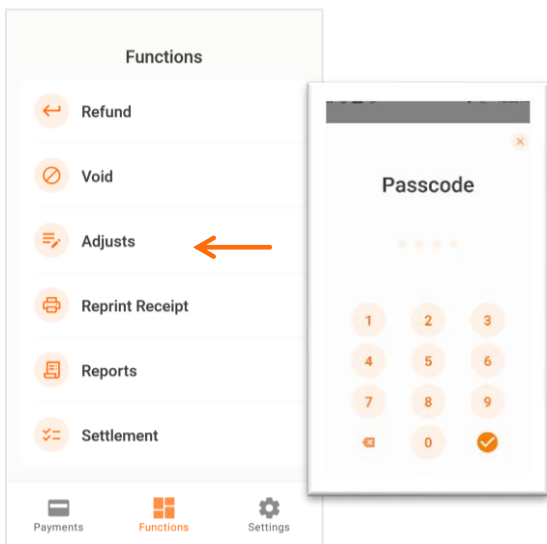 Functions
Refund
Void
Adjusts
Reprint Receipt
Reports
Settlement
Payments
Functions
Settings
Passcode
1 2 3
4 5 6
7 8 9
0